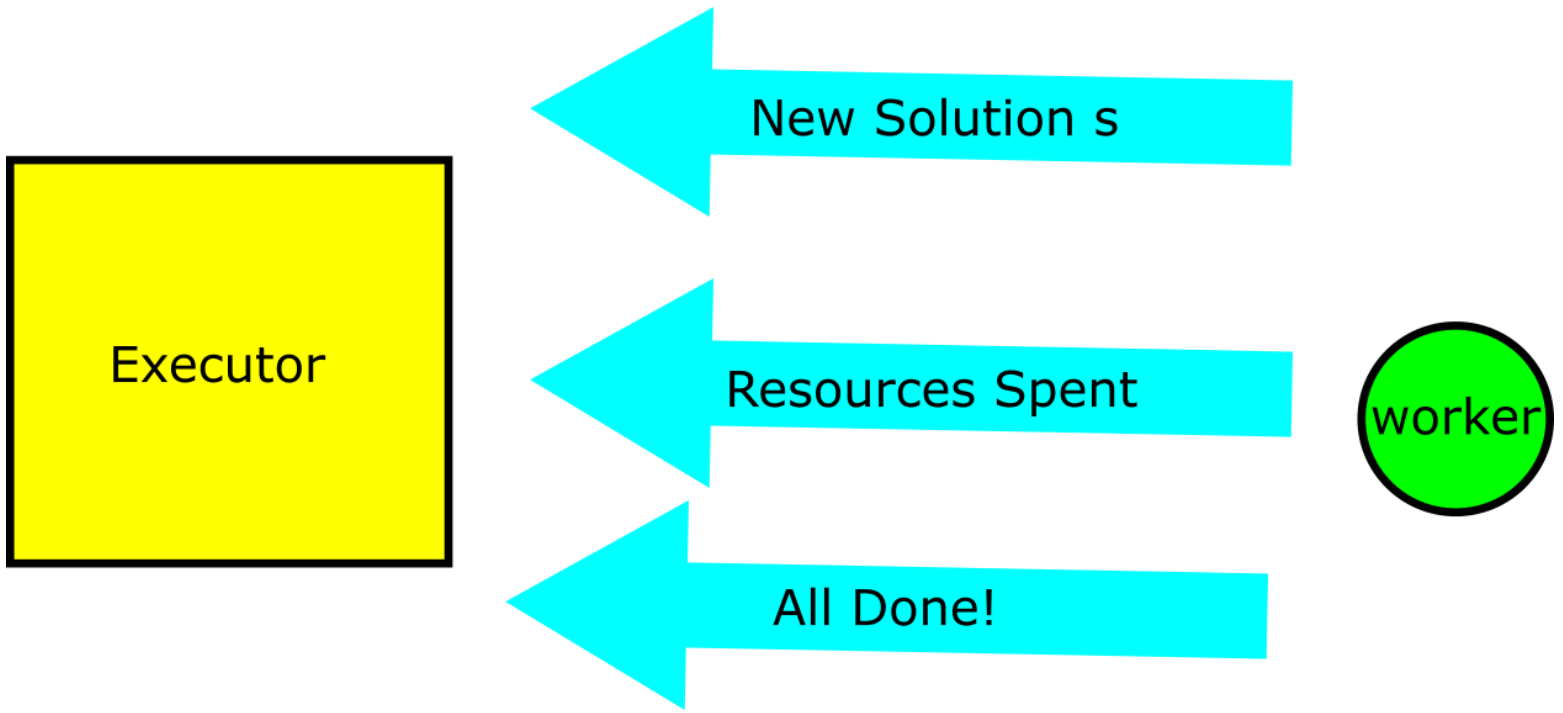 New Solution s
Executor
Resources Spent
worker
All Done!